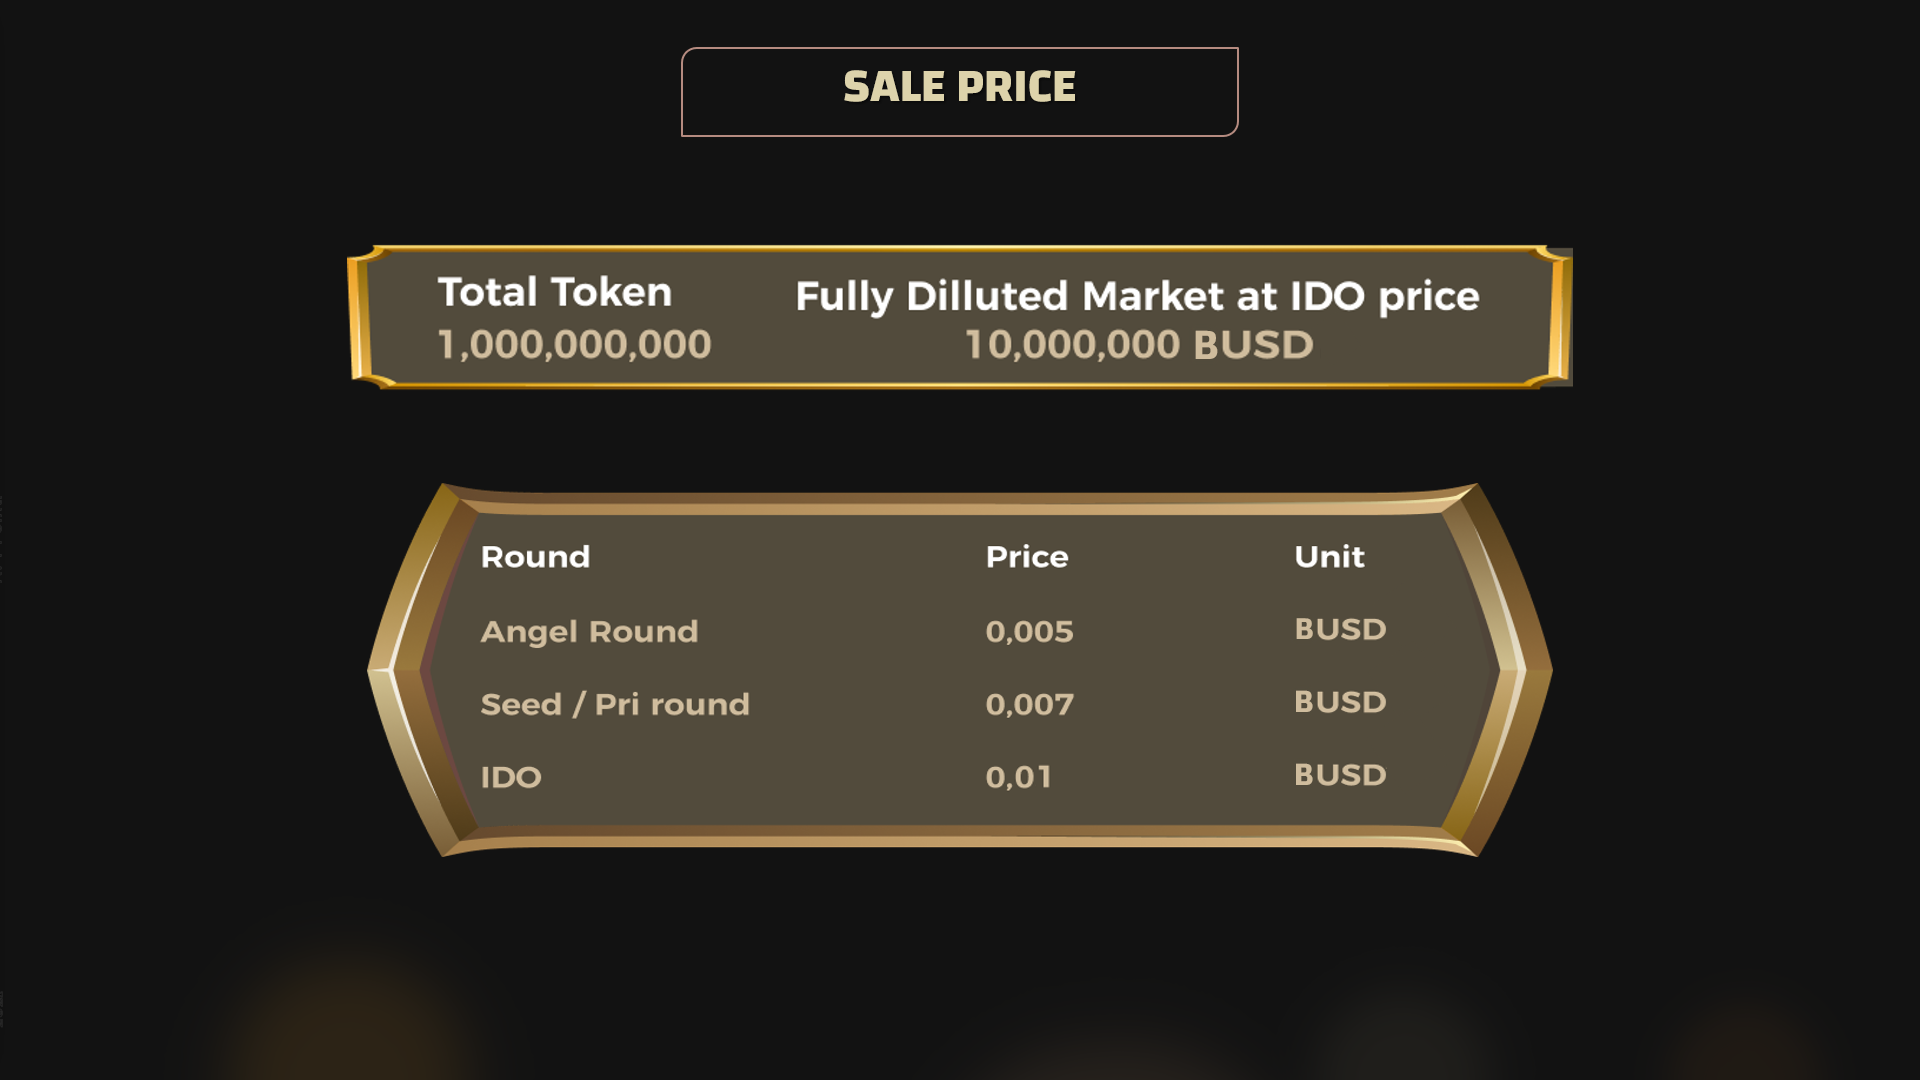 SALE PRICE
Total Token
1,000,000,000
Fully Dilluted Market at IDO price
10,000,000 BUSD
Round Price Unit
Angel Round 0,005 BUSD
Seed / Pri round 0,007 BUSD
IDO 0,01 BUSD